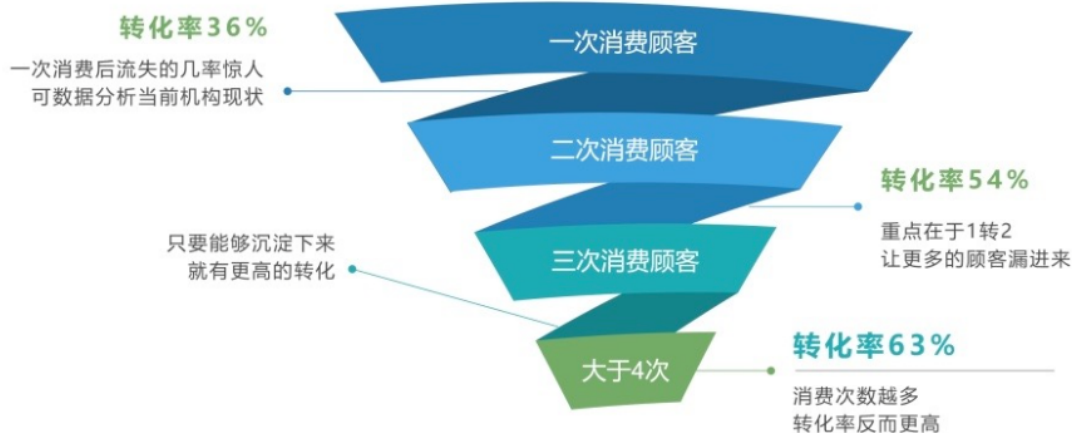 转化率36%
一次消费后流失的几率惊人
可数据分析当前机构现状
一次消费顾客
二次消费顾客
转化率54%
重点在于1转2
让更多的顾客漏进来
只要能够沉淀下来
就有更高的转化
三次消费顾客
大于4次
转化率63%
消费次数越多
转化率反而更高